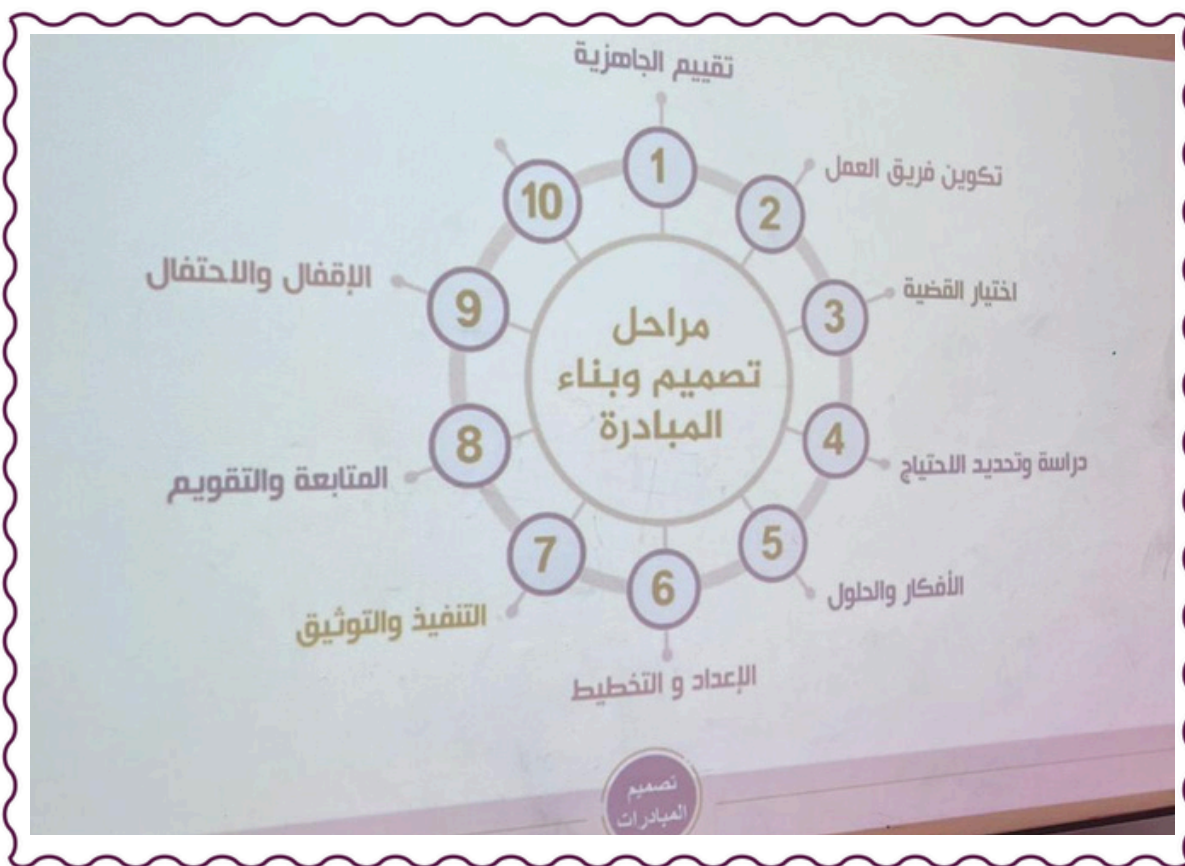 تقييم الجاهزية
1
تكوين فريق العمل
2
اختيار القضية
3
دراسة وتحديد الاحتياج
4
الأفكار والحلول
5
الإعداد و التخطيط
6
التنفيذ والتوثيق
7
المتابعة والتقويم
8
الإقفال والاحتفال
9
10
مراحل
تصميم وبناء
المبادرة
تصميم
المبادرات